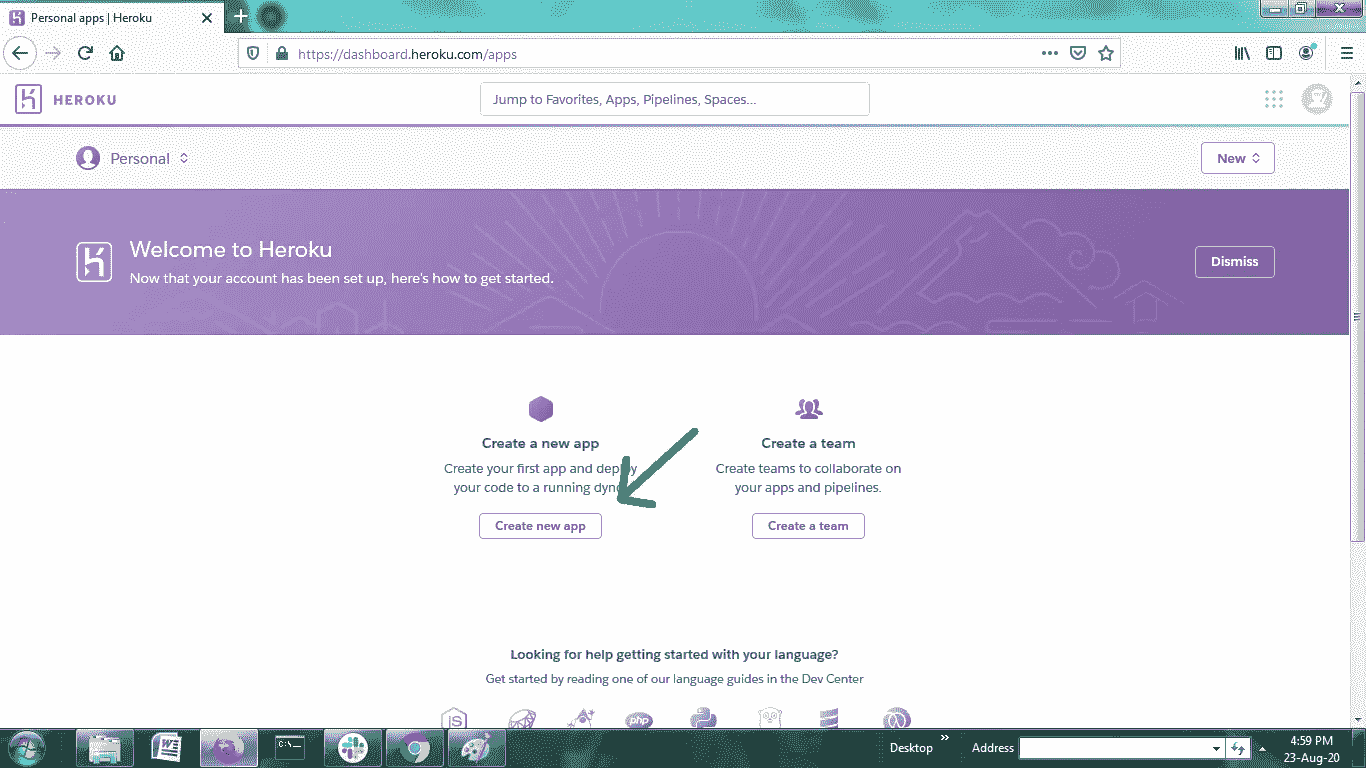 Personal apps | Heroku
https://dashboard.heroku.com/apps
HEROKU
Jump to Favorites, Apps, Pipelines, Spaces...
Personal
New
Welcome to Heroku
Now that your account has been set up, here's how to get started.
Dismiss
Create a new app
Create your first app and deploy
your code to a running dyno
Create new app
Create a team
Create teams to collaborate on
your apps and pipelines.
Create a team
Looking for help getting started with your language?
Get started by reading one of our language guides in the Dev Center
JS
php
C:\_
Desktop
Address
4:59 PM
23-Aug-20